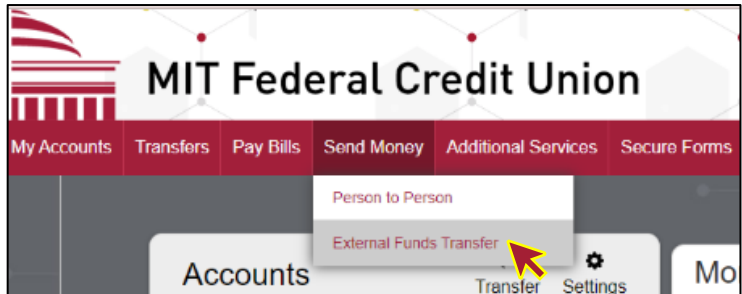 MIT Federal Credit Union
My Accounts Transfers Pay Bills Send Money Additional Services Secure Forms
Person to Person
External Funds Transfer
Accounts
Transfer Settings
Mo